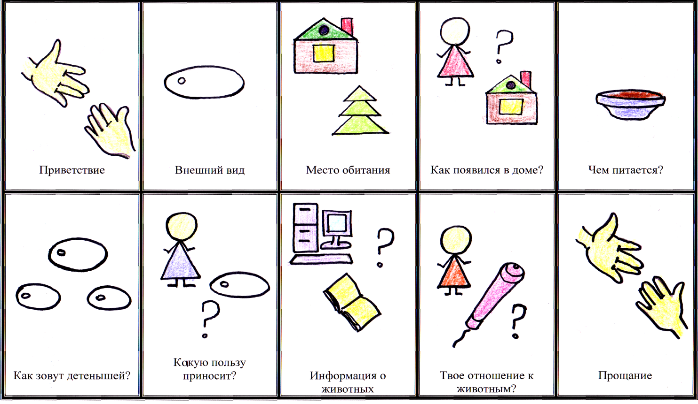 Приветствие
Внешний вид
Место обитания
Как появился в доме?
Чем питается?
Как зовут детенышей?
Какую пользу
приносит?
Информация о
животных
Твое отношение к
животным?
Прощание